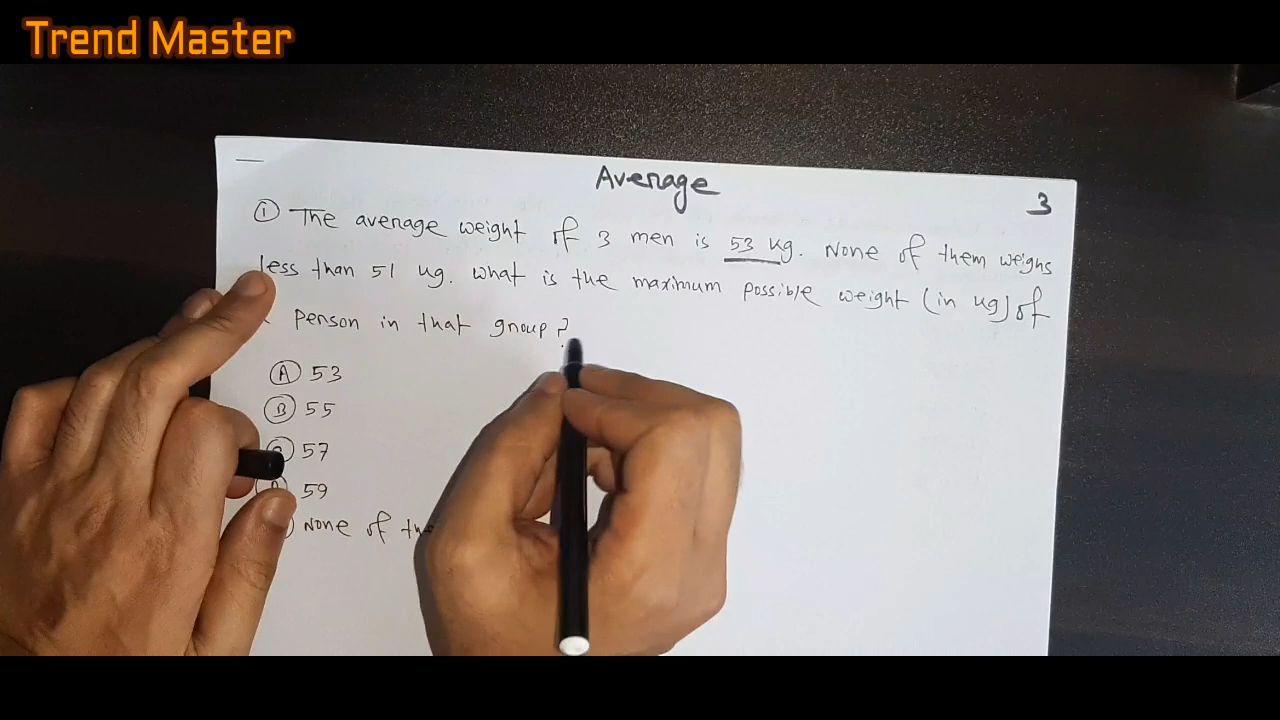 Trend Master
Average
3
① The average weight of 3 men is 53 kg. None of them weighs
less than 51 kg. What is the maximum possible weight (in kg) of
person in that group?
Ⓐ 53
Ⓑ 55
57
59
None of the